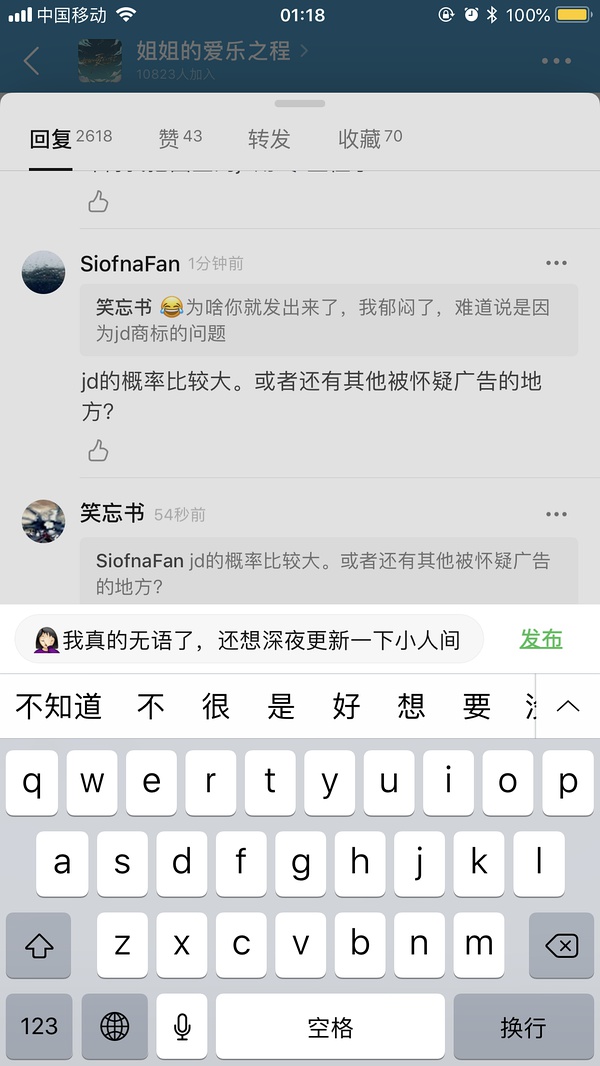 中国移动 01:18 100%
姐姐的爱乐之程
10823人加入
回复 2618 赞 43 转发 收藏 70
SiofnaFan 1分钟前
笑忘书 😂为啥你就发出来了，我郁闷了，难道说是因
为jd商标的问题
jd的概率比较大。或者还有其他被怀疑广告的地
方？
笑忘书 54秒前
SiofnaFan jd的概率比较大。或者还有其他被怀疑广告
的地方？
🤦🏻‍♀️我真的无语了，还想深夜更新一下小人间 发布
不知道 不 很 是 好 想 要
q w e r t y u i o p
a s d f g h j k l
z x c v b n m
123 空格 换行